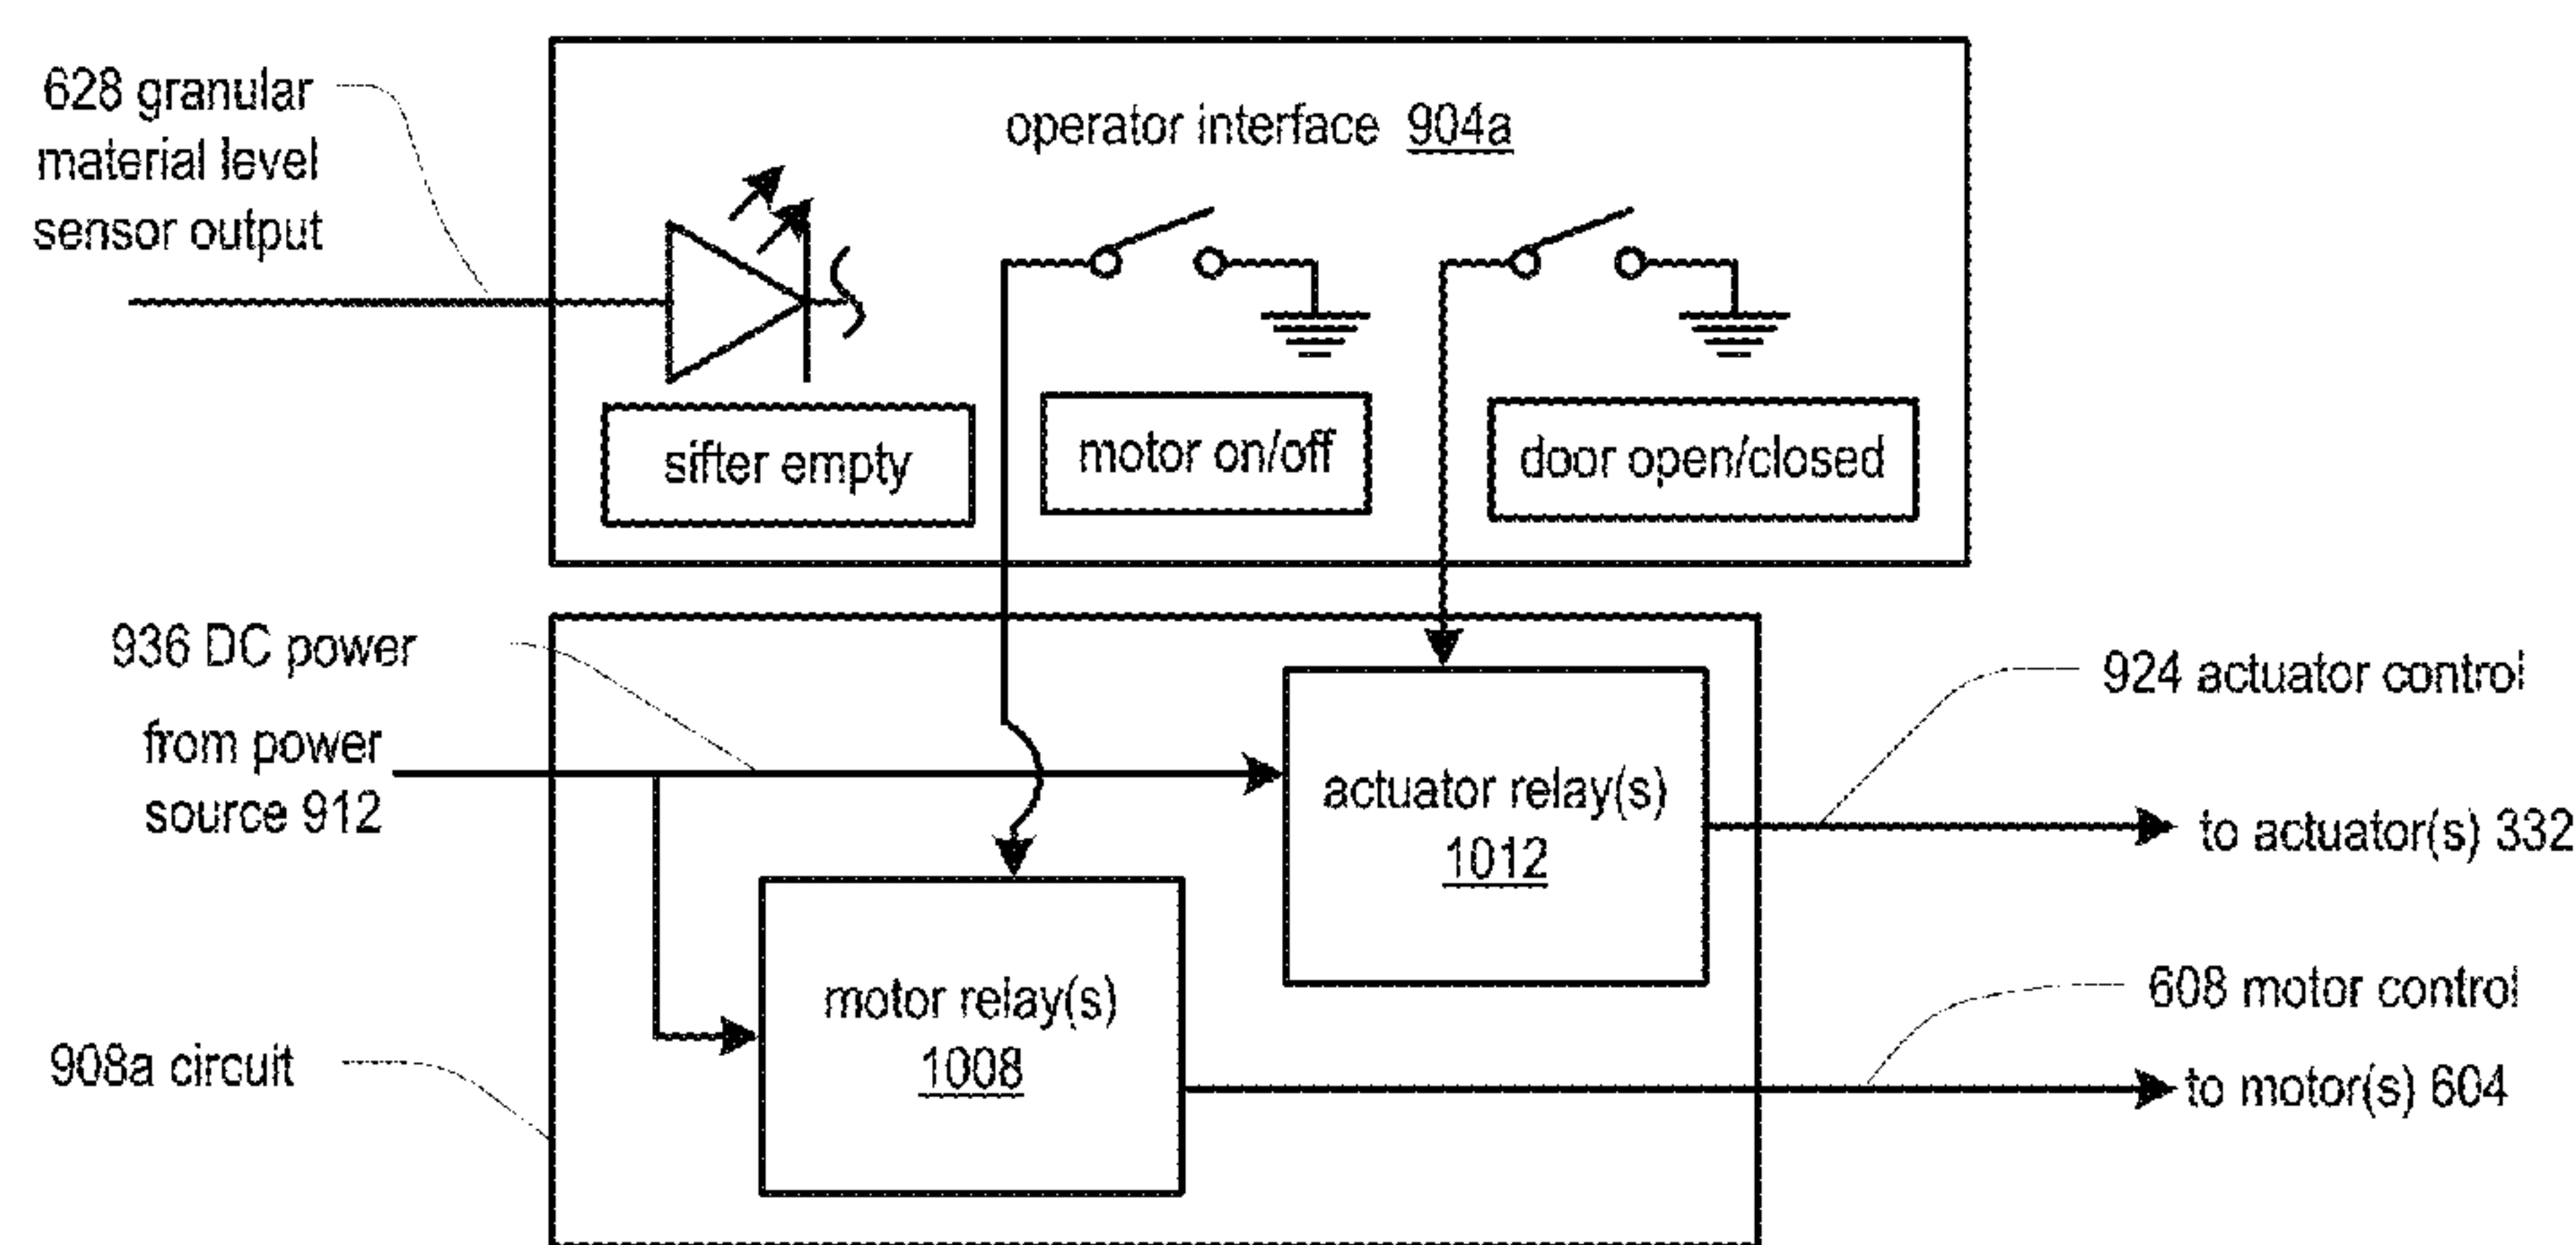 628 granular
material level
sensor output
operator interface 904a
sifter empty
motor on/off
door open/closed
936 DC power
from power
source 912
actuator relay(s)
1012
924 actuator control
to actuator(s) 332
motor relay(s)
1008
608 motor control
to motor(s) 604
908a circuit